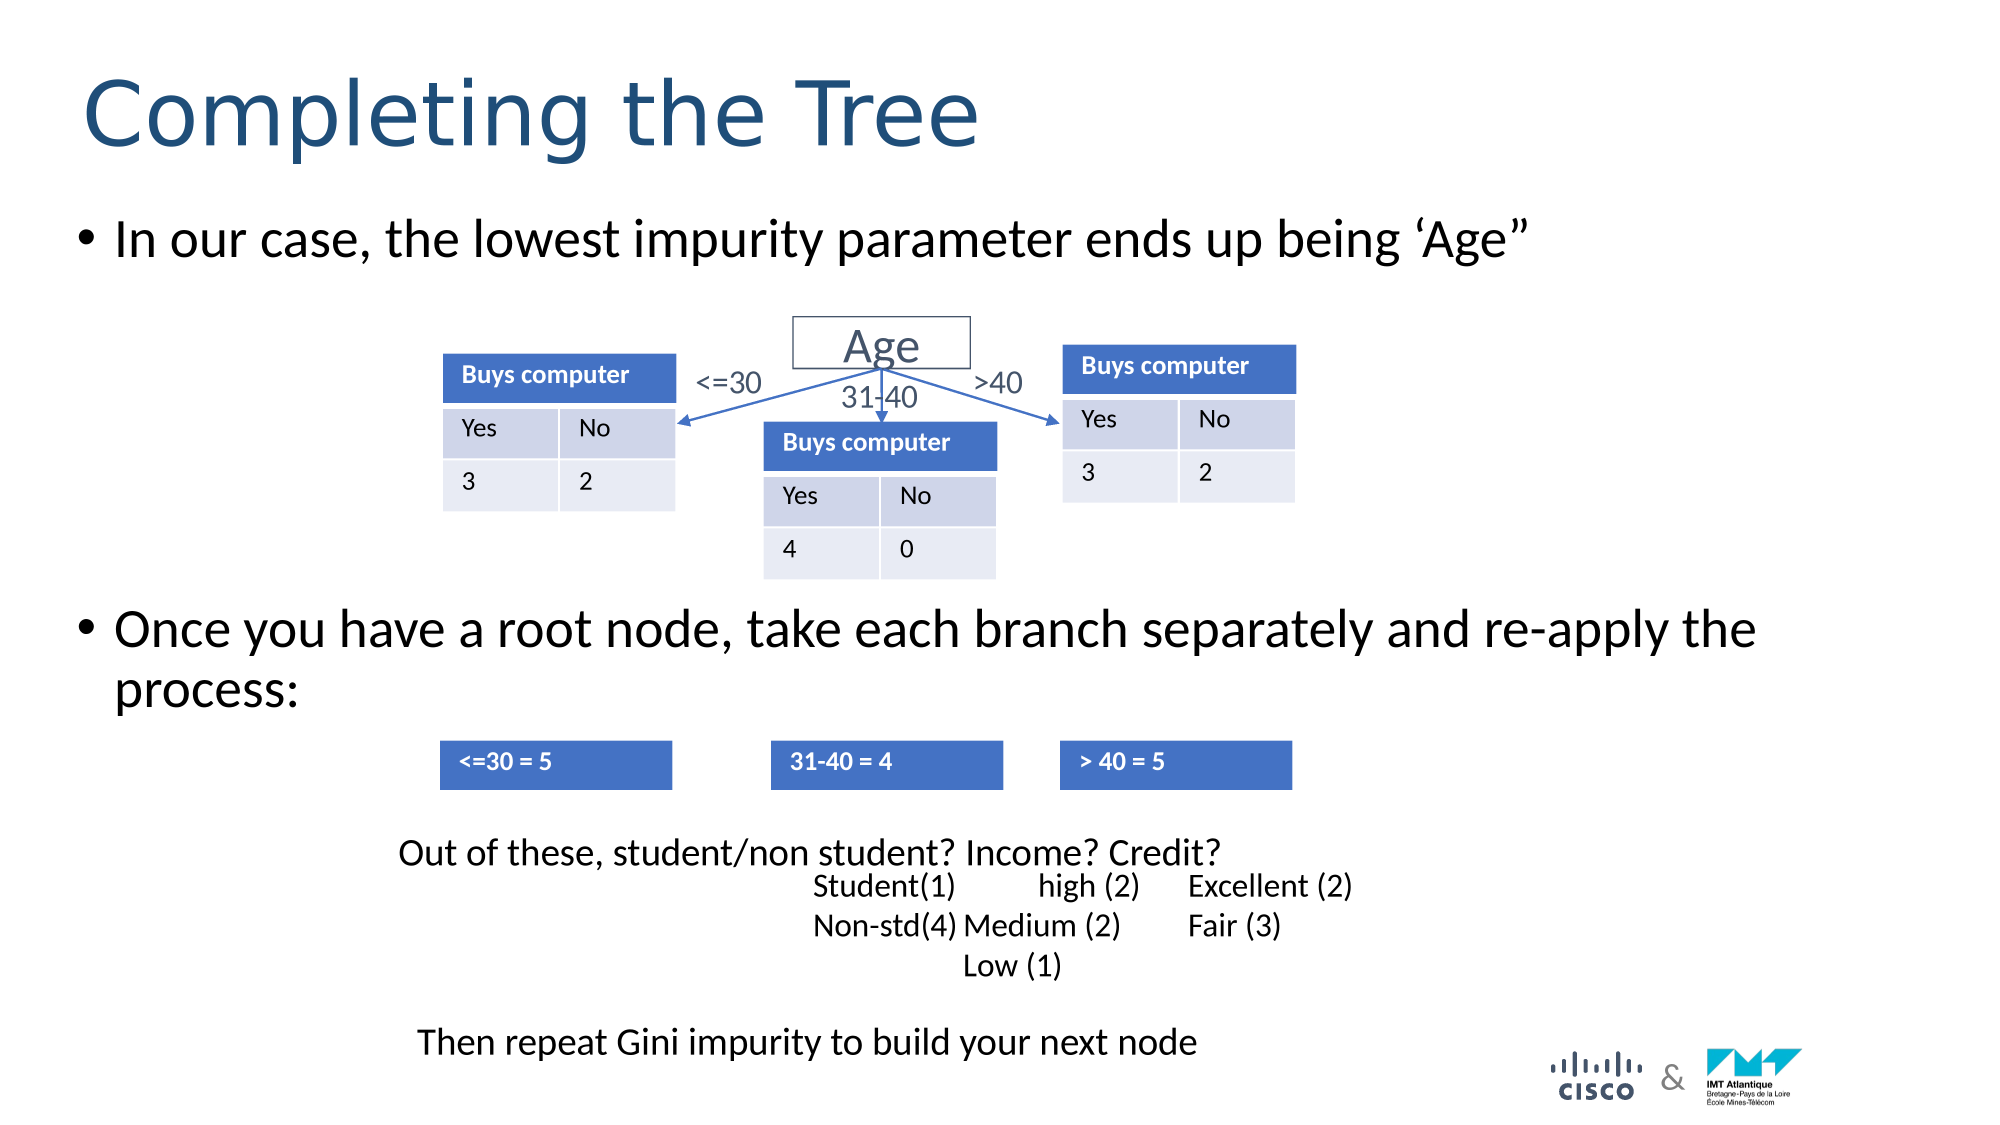 Completing the Tree
• In our case, the lowest impurity parameter ends up being ‘Age”
Age
<=30
31-40
>40
Buys computer
Yes No
3 2
Buys computer
Yes No
4 0
Buys computer
Yes No
3 2
• Once you have a root node, take each branch separately and re-apply the
process:
<=30 = 5
31-40 = 4
> 40 = 5
Out of these, student/non student? Income? Credit?
Student(1) high (2) Excellent (2)
Non-std(4) Medium (2) Fair (3)
Low (1)
Then repeat Gini impurity to build your next node
CISCO & IMT Atlantique
Bretagne-Pays de la Loire
École Mines-Télécom